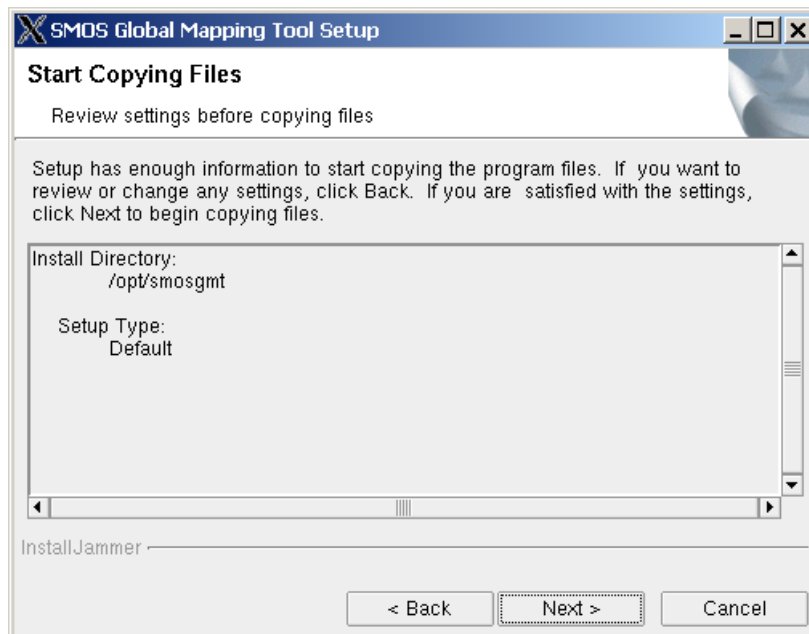 SMOS Global Mapping Tool Setup
Start Copying Files
Review settings before copying files
Setup has enough information to start copying the program files.  If  you want to
review or change any settings, click Back.  If you are  satisfied with the settings,
click Next to begin copying files.
Install Directory:
/opt/smosgmt
Setup Type:
Default
InstallJammer
< Back
Next >
Cancel